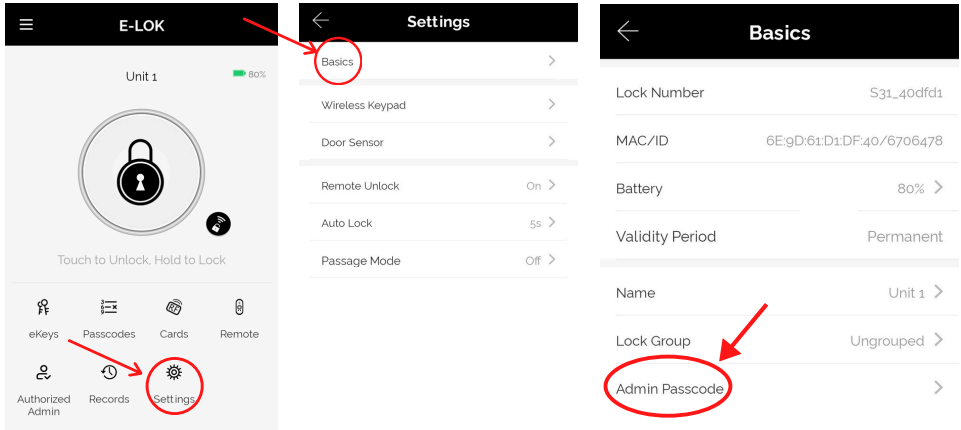 E-LOK
Unit 1
80%
Touch to Unlock, Hold to Lock
eKeys
Passcodes
Cards
Remote
Authorized
Admin
Records
Settings
Settings
Basics
Wireless Keypad
Door Sensor
Remote Unlock On
Auto Lock 5s
Passage Mode Off
Basics
Lock Number S31_40dfd1
MAC/ID 6E:9D:61:D1:DF:40/6706478
Battery 80%
Validity Period Permanent
Name Unit 1
Lock Group Ungrouped
Admin Passcode